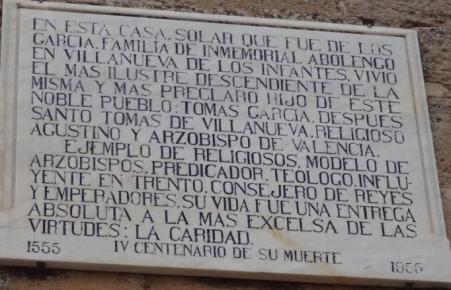 EN ESTA CASA, SOLAR QUE FUE DE LOS
GARCIA, FAMILIA DE INMEMORIAL ABOLENGO
EN VILLANUEVA DE LOS INFANTES, VIVIO
EL MAS ILUSTRE DESCENDIENTE DE LA
MISMA Y MAS PRECLARO HIJO DE ESTE
NOBLE PUEBLO: TOMAS GARCIA, DESPUES
SANTO TOMAS DE VILLANUEVA, RELIGIOSO
AGUSTINO Y ARZOBISPO DE VALENCIA.
EJEMPLO DE RELIGIOSOS, MODELO DE
ARZOBISPOS, PREDICADOR, TEOLOGO, INFLU-
YENTE EN TRENTO, CONSEJERO DE REYES
Y EMPERADORES, SU VIDA FUE UNA ENTREGA
ABSOLUTA A LA MAS EXCELSA DE LAS
VIRTUDES: LA CARIDAD.
1555 IV CENTENARIO DE SU MUERTE 1955